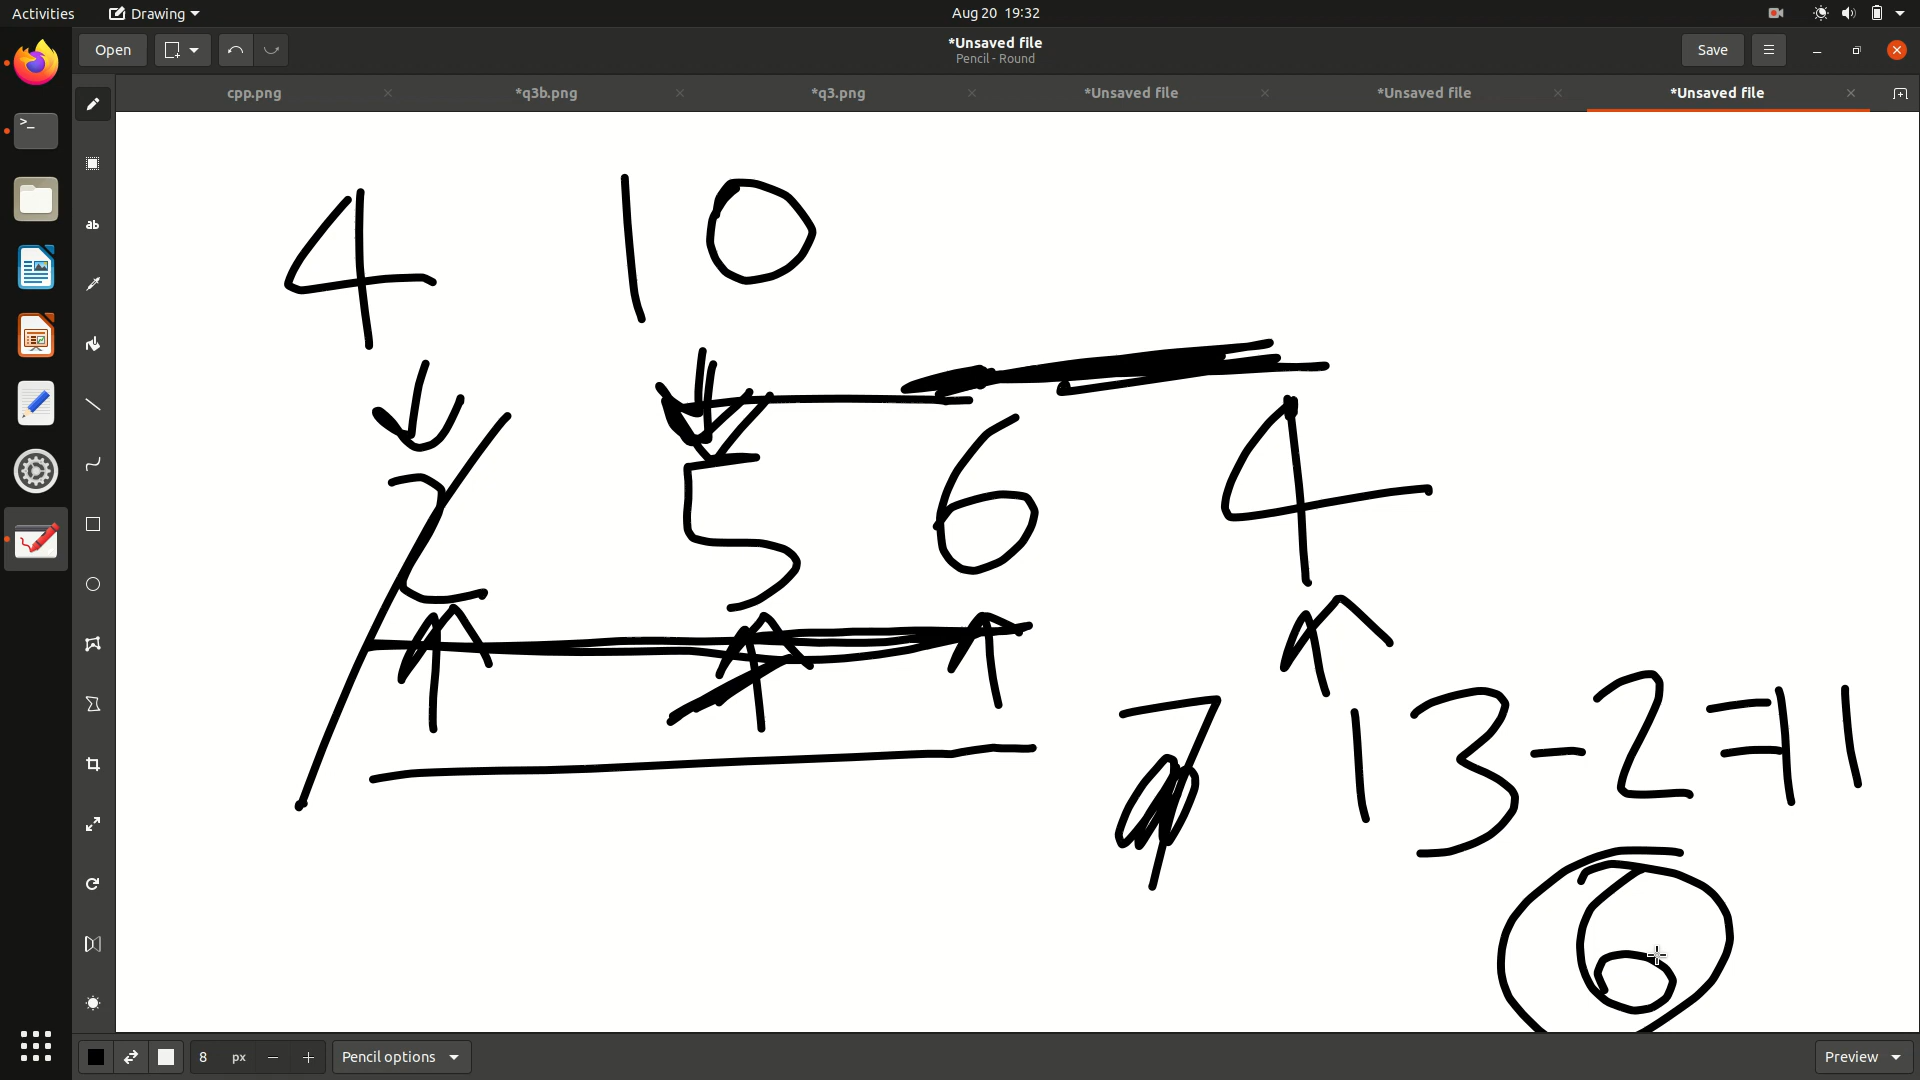 Activities Drawing Aug 20 19:32
Open *Unsaved file Save
Pencil - Round
cpp.png *q3b.png *q3.png *Unsaved file *Unsaved file *Unsaved file
>_
ab
4 10
2 5 6 4
7 13-2=11
6
8 px − + Pencil options Preview